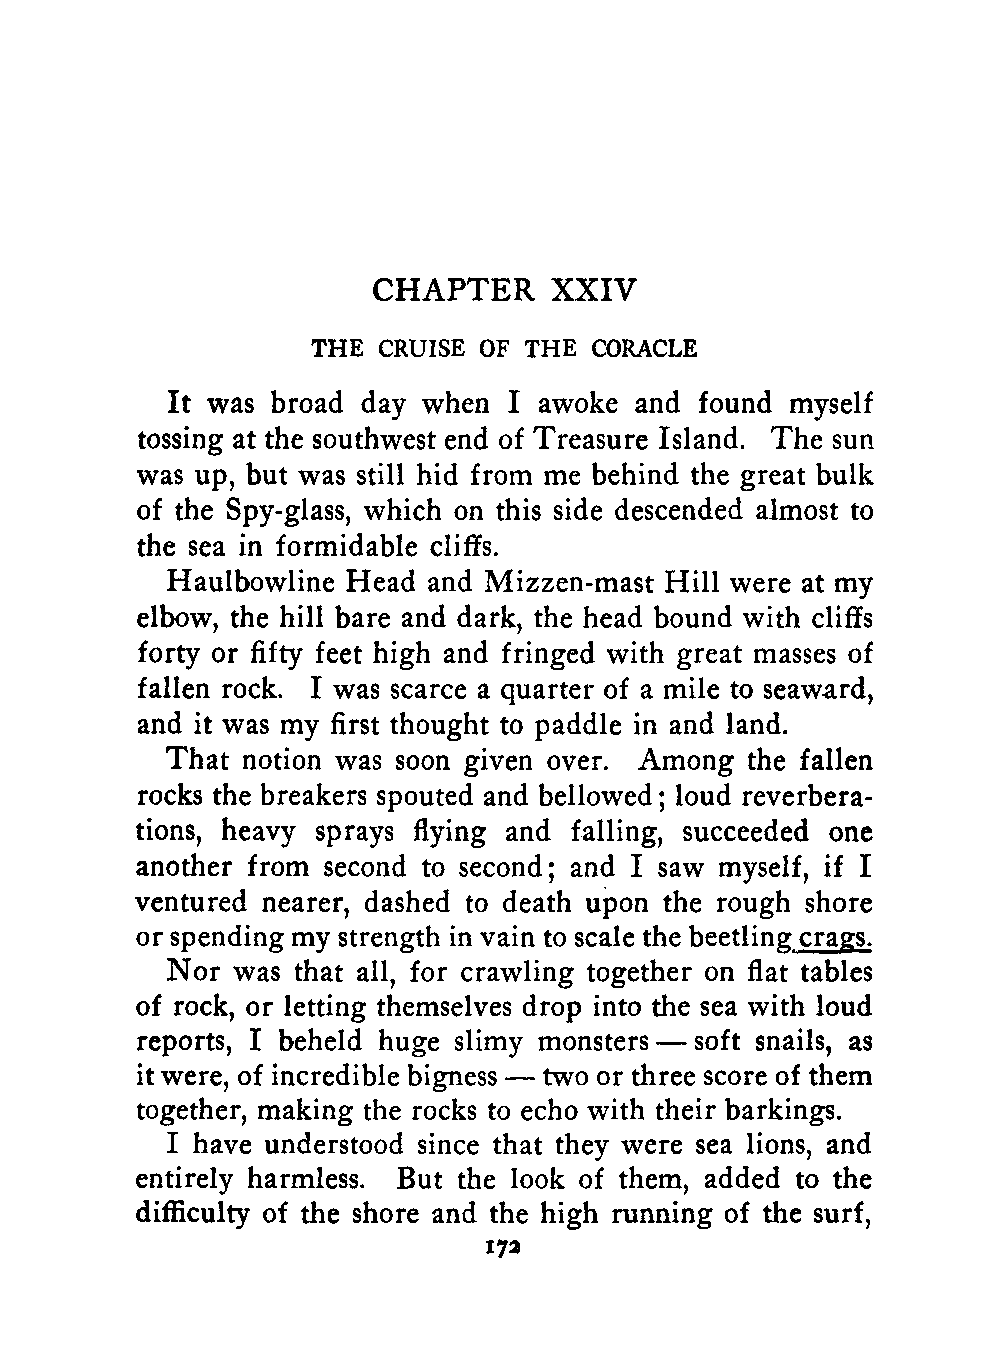 CHAPTER XXIV
THE CRUISE OF THE CORACLE
It was broad day when I awoke and found myself
tossing at the southwest end of Treasure Island. The sun
was up, but was still hid from me behind the great bulk
of the Spy-glass, which on this side descended almost to
the sea in formidable cliffs.
Haulbowline Head and Mizzen-mast Hill were at my
elbow, the hill bare and dark, the head bound with cliffs
forty or fifty feet high and fringed with great masses of
fallen rock. I was scarce a quarter of a mile to seaward,
and it was my first thought to paddle in and land.
That notion was soon given over. Among the fallen
rocks the breakers spouted and bellowed; loud reverbera-
tions, heavy sprays flying and falling, succeeded one
another from second to second; and I saw myself, if I
ventured nearer, dashed to death upon the rough shore
or spending my strength in vain to scale the beetling crags.
Nor was that all, for crawling together on flat tables
of rock, or letting themselves drop into the sea with loud
reports, I beheld huge slimy monsters — soft snails, as
it were, of incredible bigness — two or three score of them
together, making the rocks to echo with their barkings.
I have understood since that they were sea lions, and
entirely harmless. But the look of them, added to the
difficulty of the shore and the high running of the surf,
172